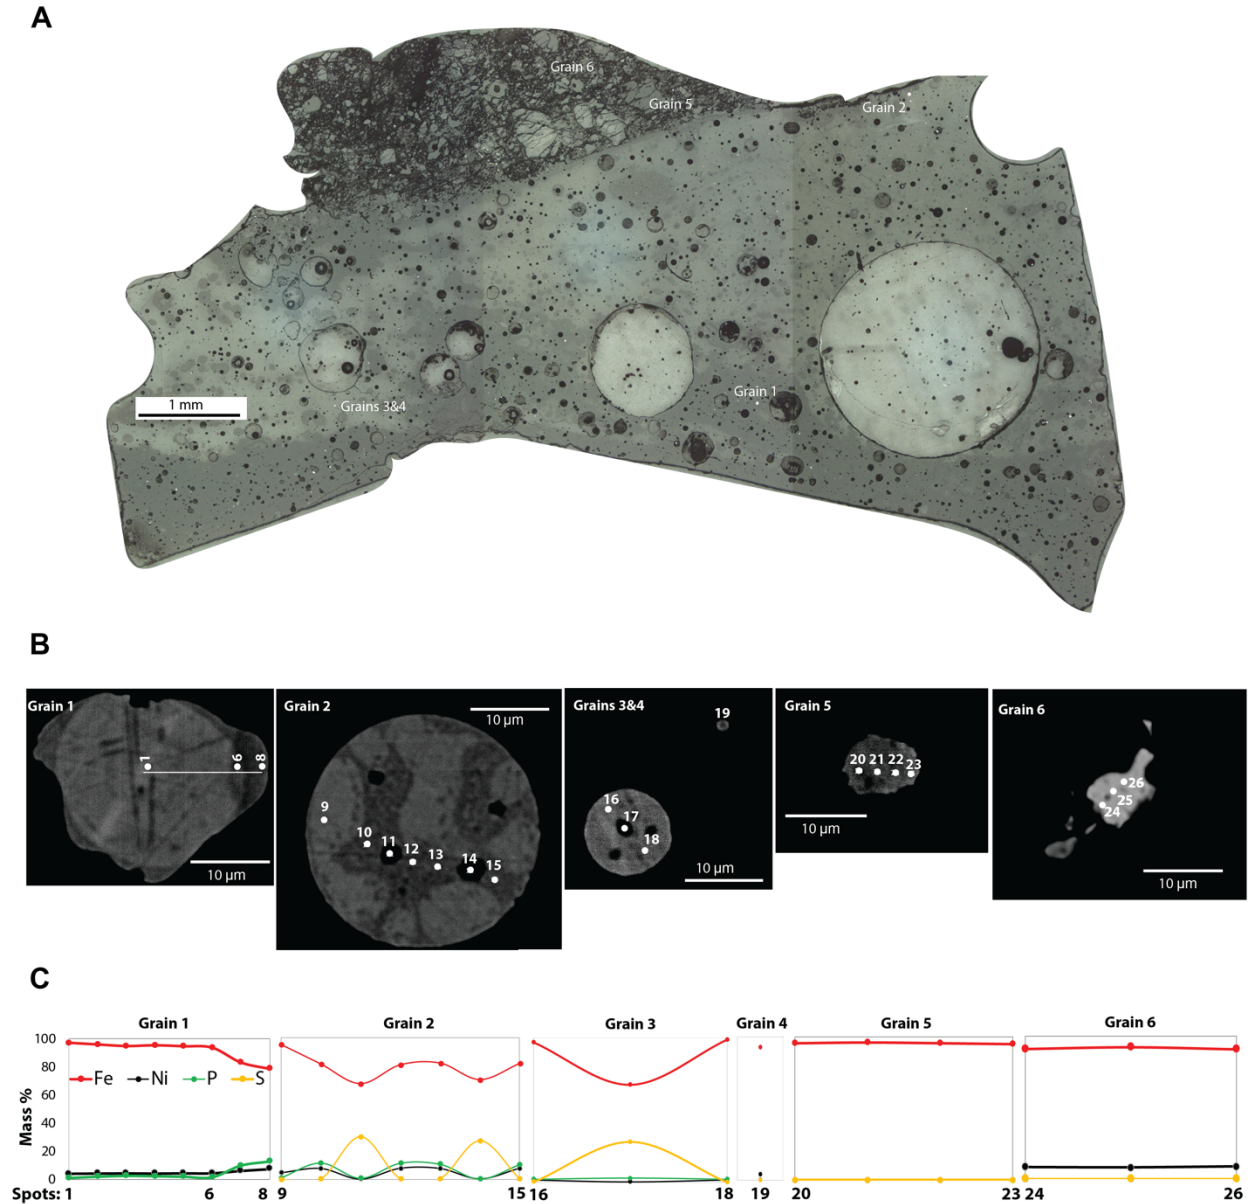 A
Grain 6
Grain 5
Grain 2
1 mm
Grains 3&4
Grain 1
B
Grain 1
1
6
8
10 µm
Grain 2
10 µm
9
10
11
12
13
14
15
Grains 3&4
19
16
17
18
10 µm
Grain 5
20
21
22
23
10 µm
Grain 6
26
25
24
10 µm
C
Grain 1
Grain 2
Grain 3
Grain 4
Grain 5
Grain 6
Mass %
100
80
60
40
20
0
Fe
Ni
P
S
Spots: 1 6 8 9 15 16 18 19 20 23 24 26